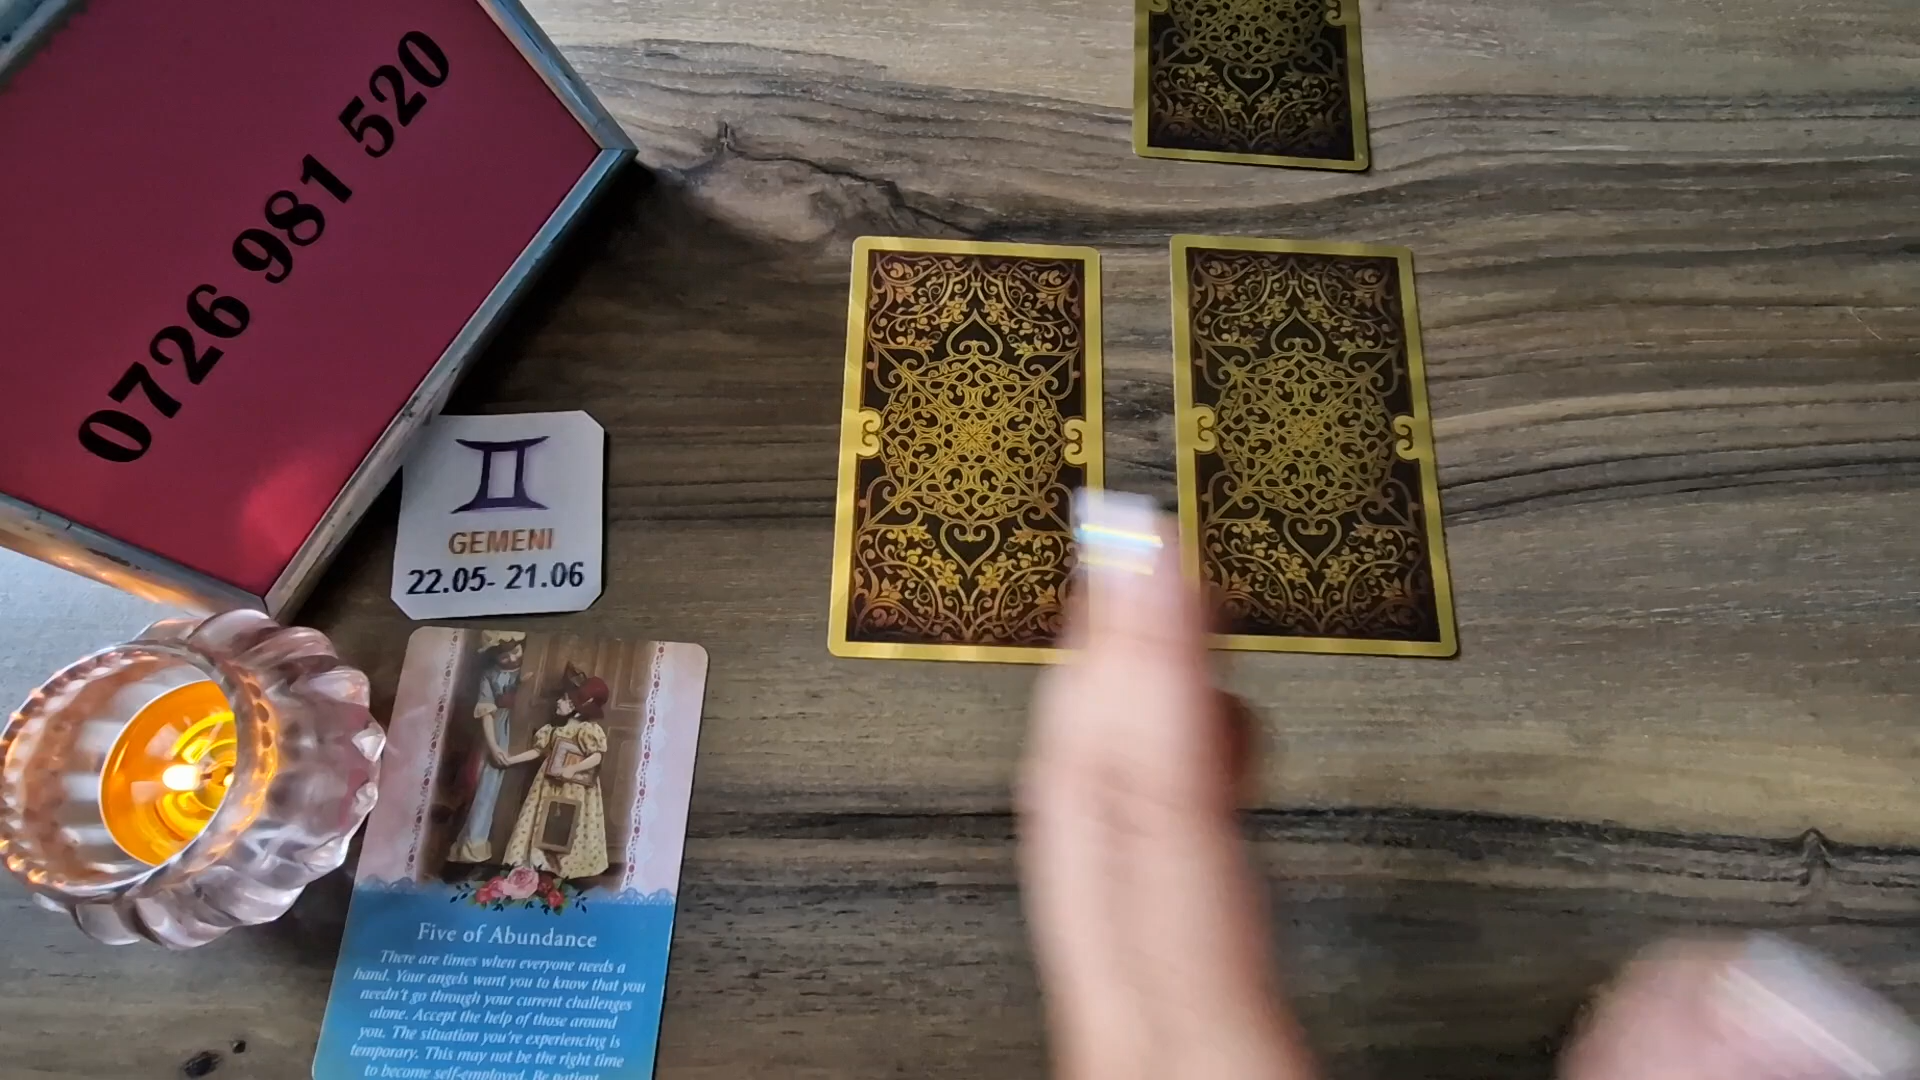 0726 981 520
GEMENI
22.05- 21.06
Five of Abundance
There are times when everyone needs a
hand. Your angels want you to know that you
needn't go through your current challenges
alone. Accept the help of those around
you. The situation you're experiencing is
temporary. This may not be the right time
to become self-employed. Be patient.